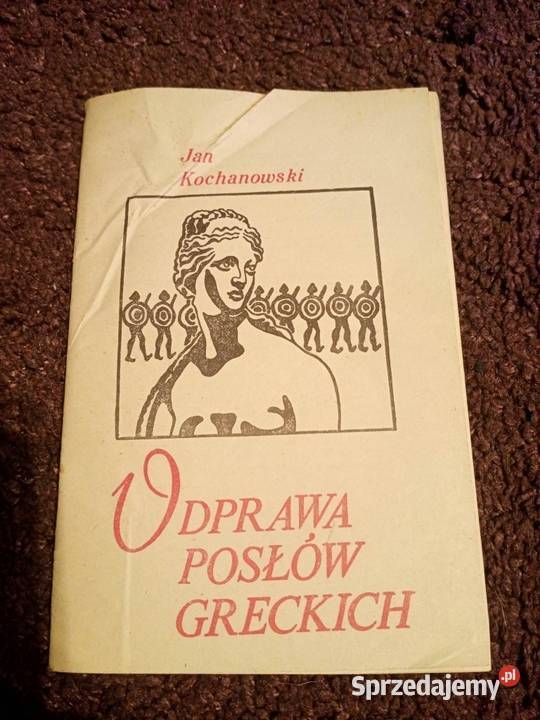 Jan
Kochanowski
ODPRAWA
POSŁÓW
GRECKICH
Sprzedajemy.pl